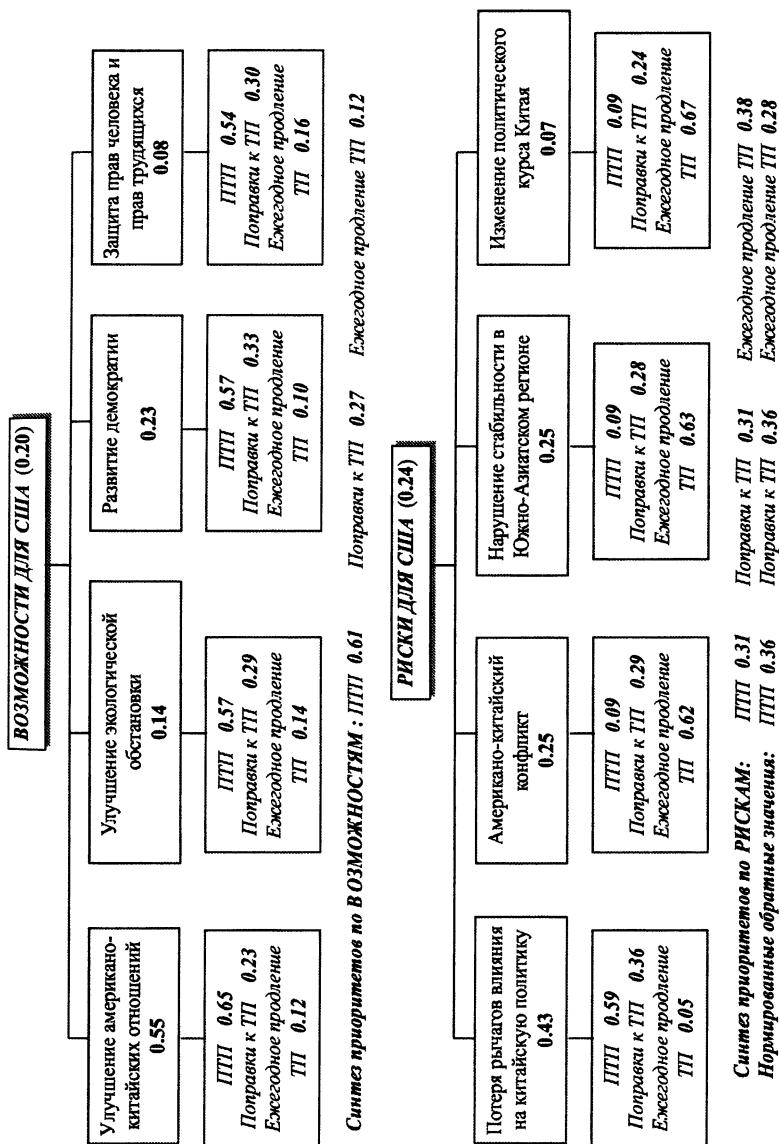 ВОЗМОЖНОСТИ ДЛЯ США (0.20)
Улучшение американо-
китайских отношений
0.55
Улучшение экологической
обстановки
0.14
Развитие демократии
0.23
Защита прав человека и
прав трудящихся
0.08
ПТП 0.65
Поправки к ТП 0.23
Ежегодное продление
ТП 0.12
ПТП 0.57
Поправки к ТП 0.29
Ежегодное продление
ТП 0.14
ПТП 0.57
Поправки к ТП 0.33
Ежегодное продление
ТП 0.10
ПТП 0.54
Поправки к ТП 0.30
Ежегодное продление
ТП 0.16
Синтез приоритетов по ВОЗМОЖНОСТЯМ : ПТП 0.61 Поправки к ТП 0.27 Ежегодное продление ТП 0.12
РИСКИ ДЛЯ США (0.24)
Потеря рычагов влияния
на китайскую политику
0.43
Американо-китайский
конфликт
0.25
Нарушение стабильности в
Южно-Азиатском регионе
0.25
Изменение политического
курса Китая
0.07
ПТП 0.59
Поправки к ТП 0.36
Ежегодное продление
ТП 0.05
ПТП 0.09
Поправки к ТП 0.29
Ежегодное продление
ТП 0.62
ПТП 0.09
Поправки к ТП 0.28
Ежегодное продление
ТП 0.63
ПТП 0.09
Поправки к ТП 0.24
Ежегодное продление
ТП 0.67
Синтез приоритетов по РИСКАМ: ПТП 0.31 Поправки к ТП 0.31 Ежегодное продление ТП 0.38
Нормированные обратные значения: ПТП 0.36 Поправки к ТП 0.36 Ежегодное продление ТП 0.28